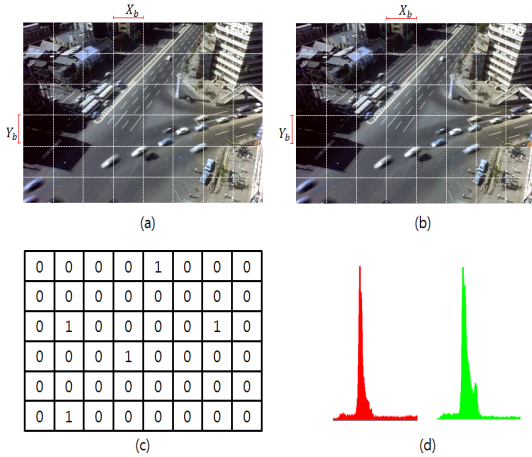 X_b
X_b
Y_b
Y_b
(a)
(b)
0 0 0 0 1 0 0 0
0 0 0 0 0 0 0 0
0 1 0 0 0 0 1 0
0 0 0 1 0 0 0 0
0 0 0 0 0 0 0 0
0 1 0 0 0 0 0 0
(c)
(d)